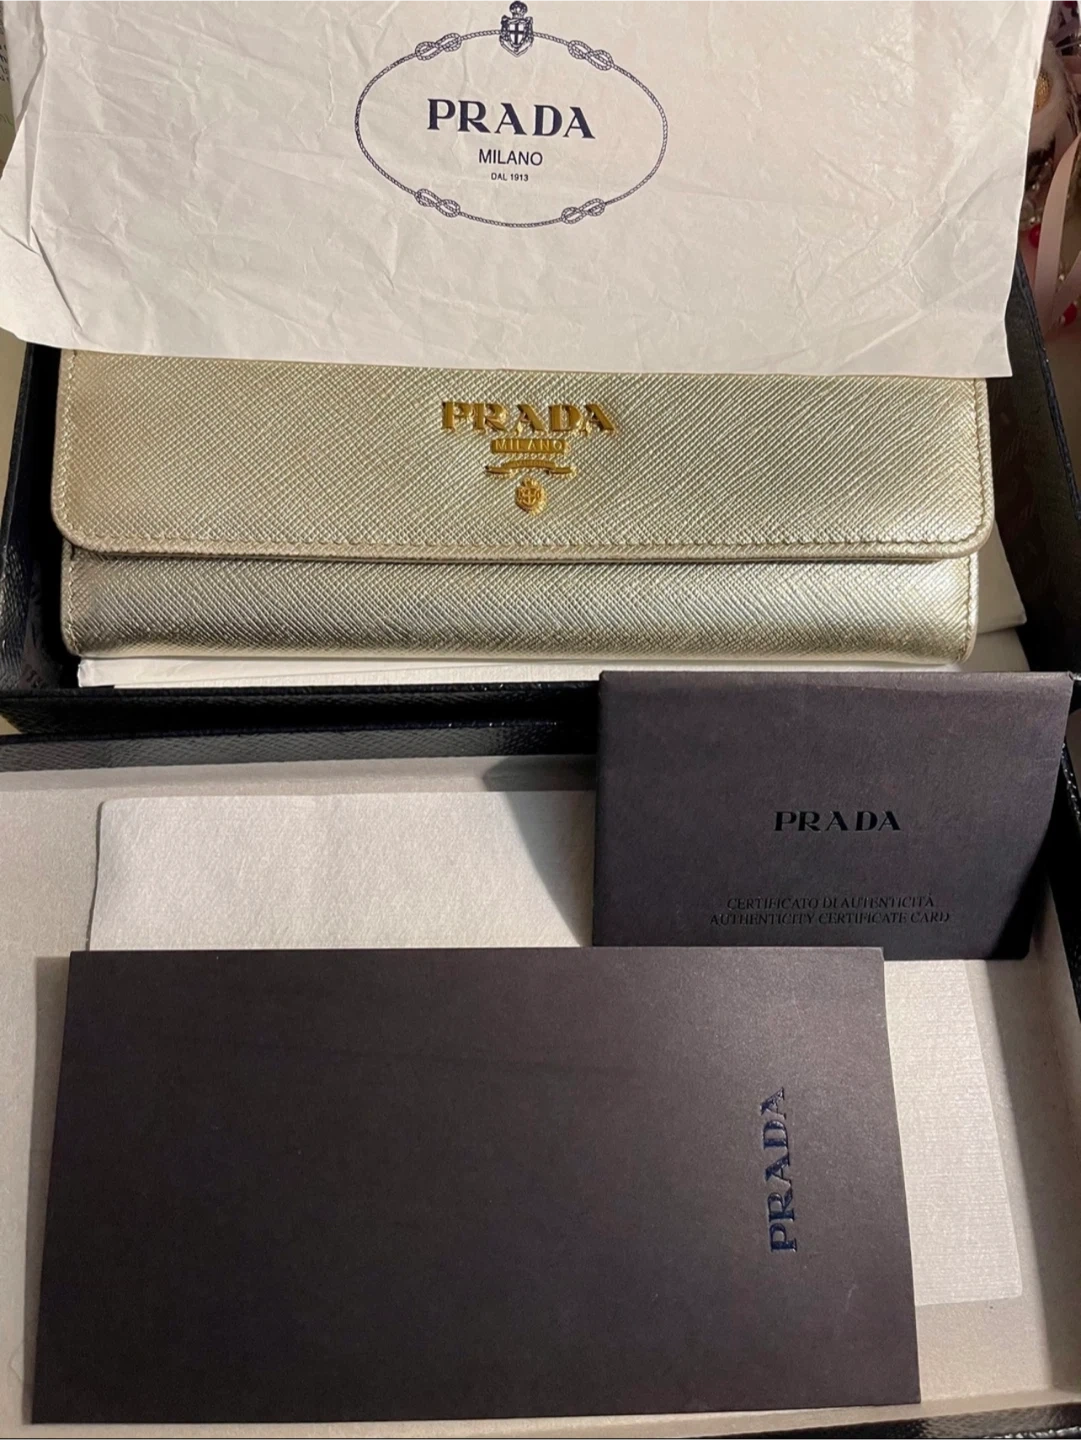 PRADA
MILANO
DAL 1913
PRADA
MILANO
PRADA
CERTIFICATO DI AUTENTICITÀ
AUTHENTICITY CERTIFICATE CARD
PRADA